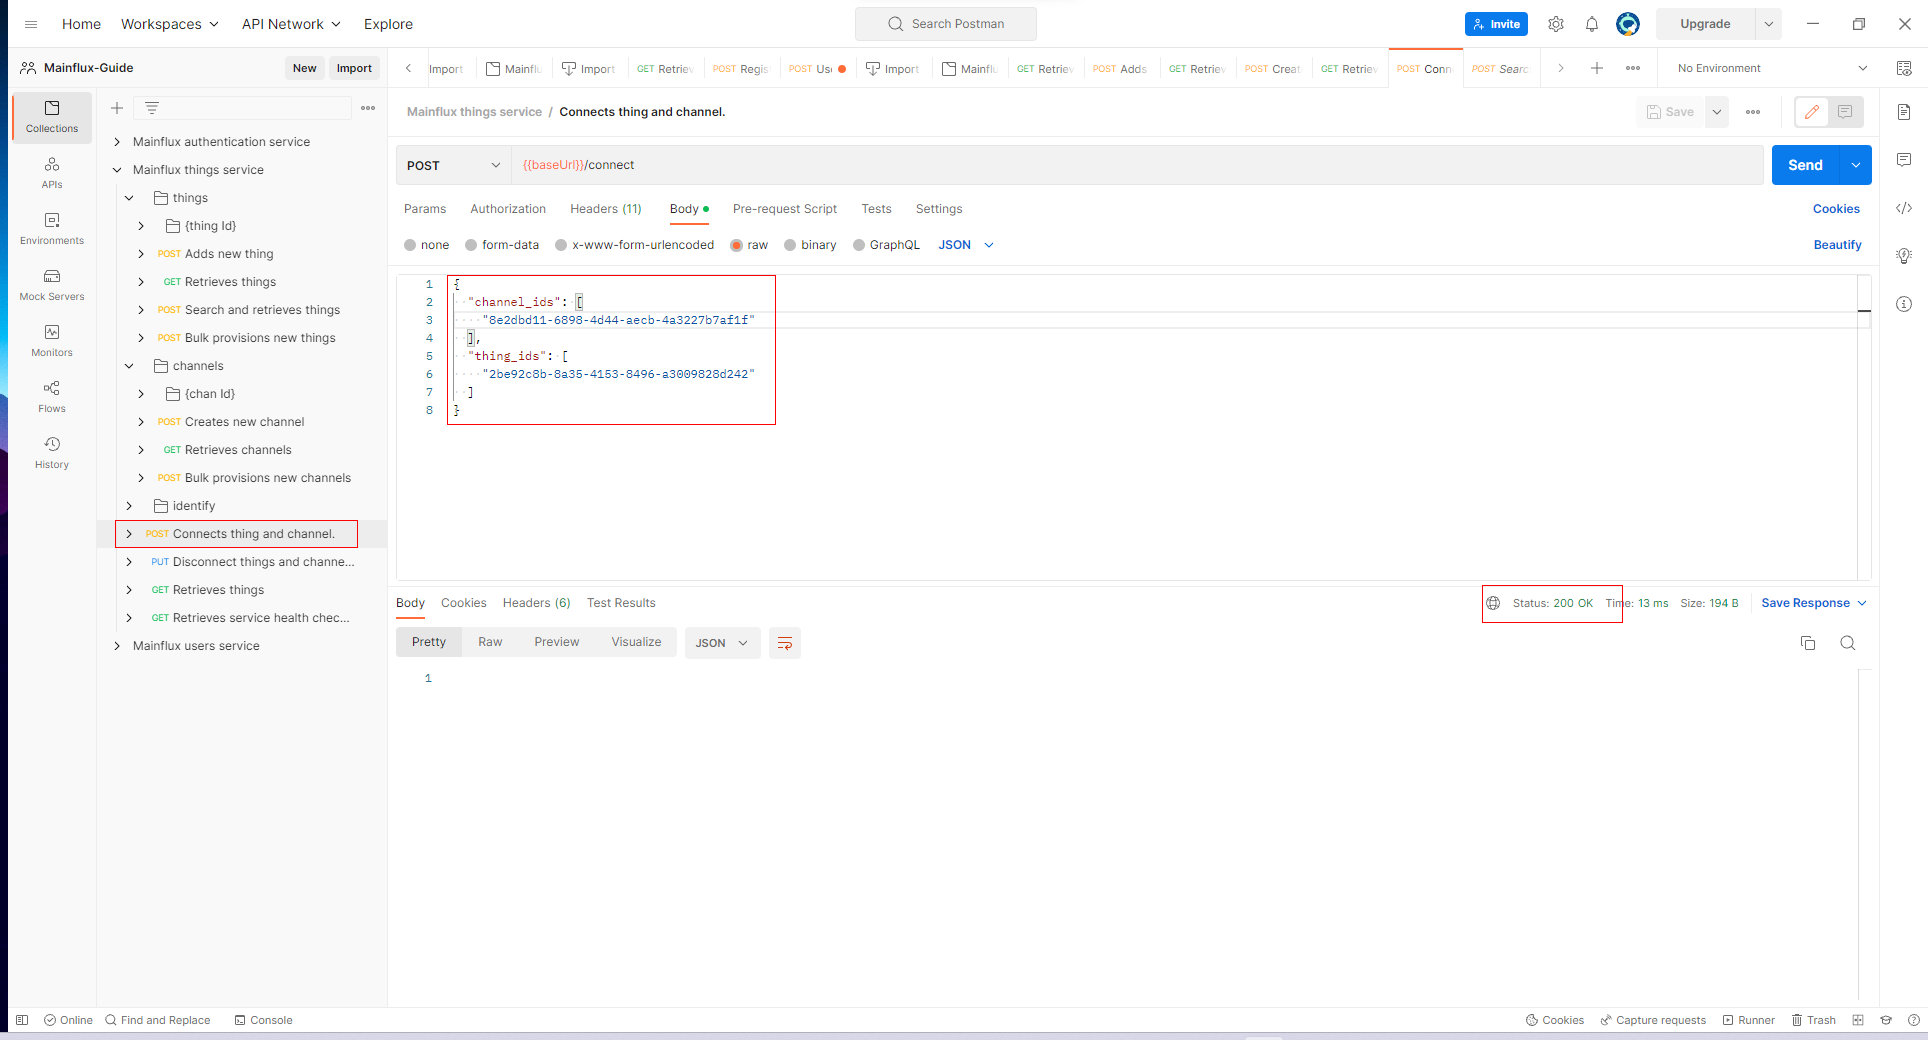 Home Workspaces API Network Explore Search Postman Invite Upgrade
Mainflux-Guide New Import
Import Mainflu Import GET Retriev POST Regis POST Us Import Mainflu GET Retriev POST Adds GET Retriev POST Creat GET Retriev POST Conn POST Searc No Environment
Collections
APIs
Environments
Mock Servers
Monitors
Flows
History
Mainflux authentication service
Mainflux things service
things
{thing Id}
POST Adds new thing
GET Retrieves things
POST Search and retrieves things
POST Bulk provisions new things
channels
{chan Id}
POST Creates new channel
GET Retrieves channels
POST Bulk provisions new channels
identify
POST Connects thing and channel.
PUT Disconnect things and channe...
GET Retrieves things
GET Retrieves service health chec...
Mainflux users service
Mainflux things service / Connects thing and channel. Save
POST {{baseUrl}}/connect Send
Params Authorization Headers (11) Body Pre-request Script Tests Settings Cookies
none form-data x-www-form-urlencoded raw binary GraphQL JSON Beautify
1 {
2 "channel_ids": [
3 "8e2dbd11-6898-4d44-aecb-4a3227b7af1f"
4 ],
5 "thing_ids": [
6 "2be92c8b-8a35-4153-8496-a3009828d242"
7 ]
8 }
Body Cookies Headers (6) Test Results Status: 200 OK Time: 13 ms Size: 194 B Save Response
Pretty Raw Preview Visualize JSON
1
Online Find and Replace Console Cookies Capture requests Runner Trash